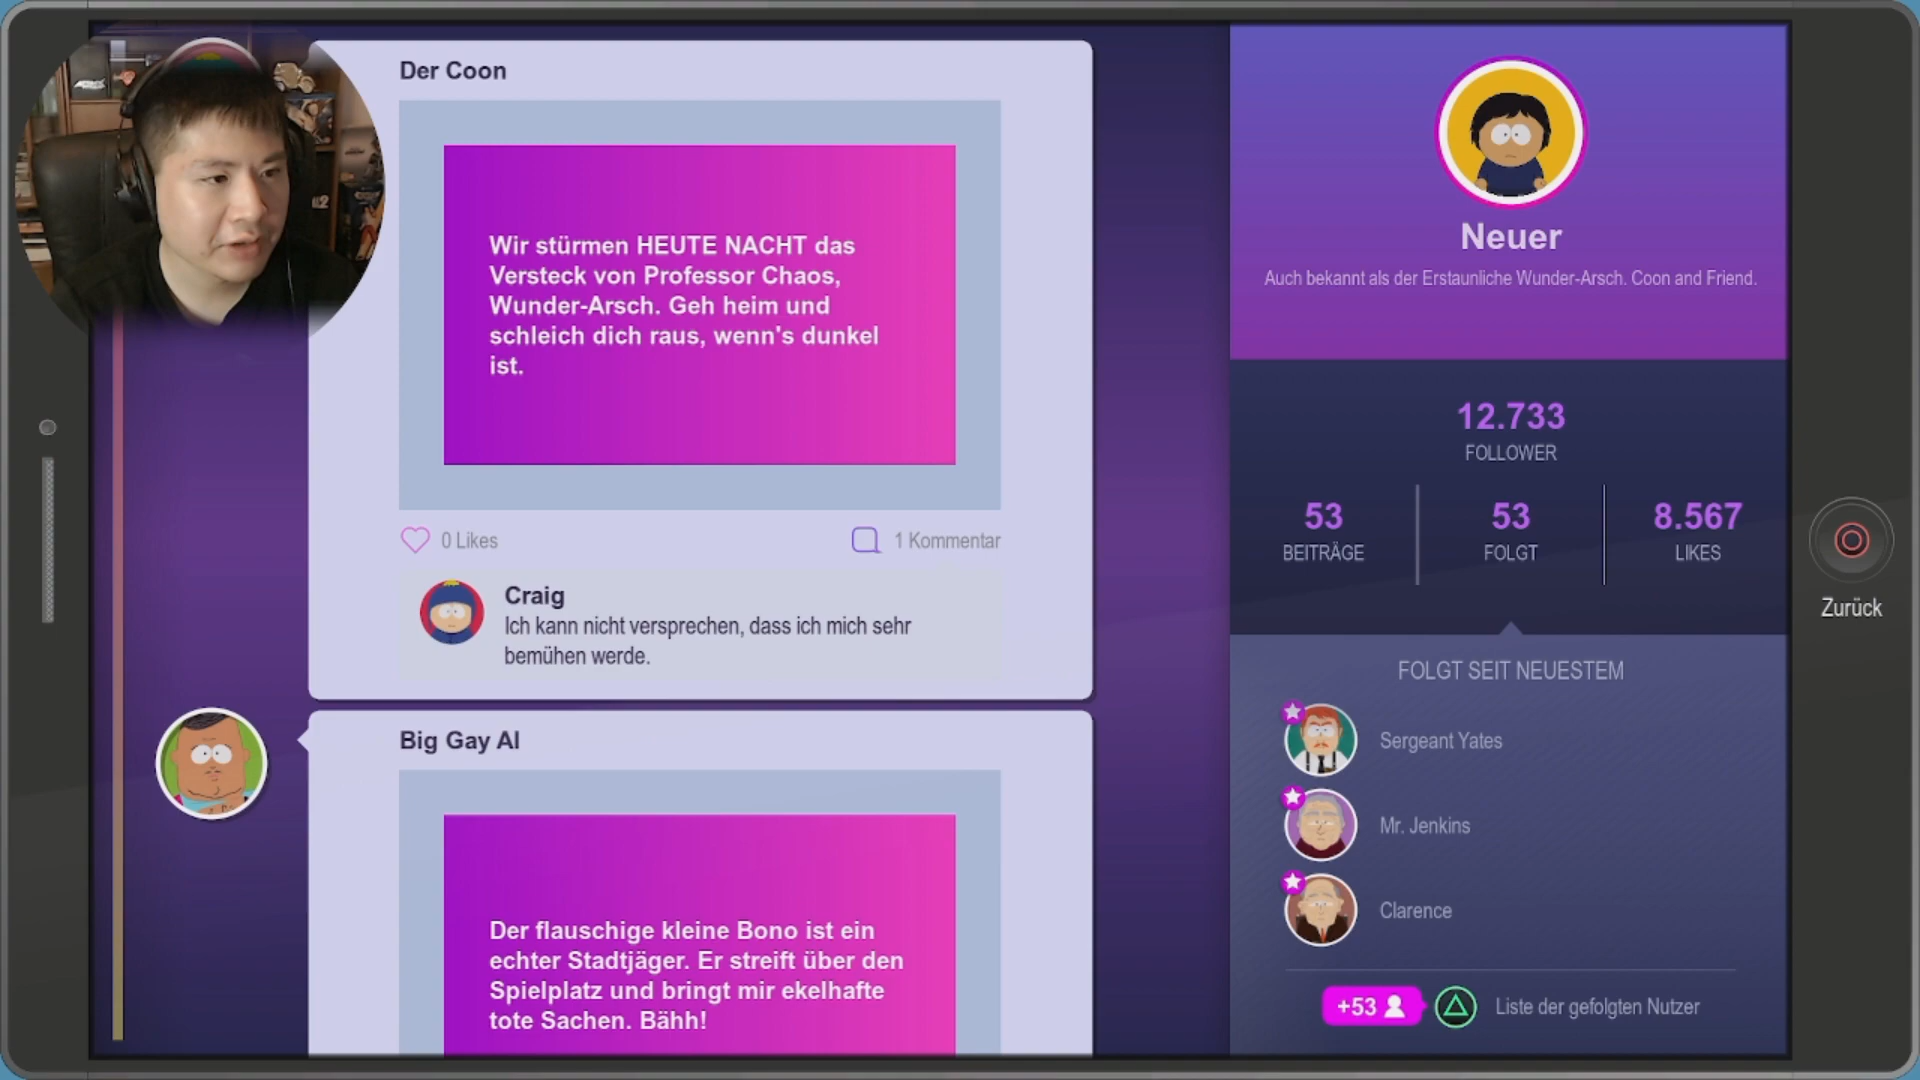 Der Coon
Wir stürmen HEUTE NACHT das
Versteck von Professor Chaos,
Wunder-Arsch. Geh heim und
schleich dich raus, wenn's dunkel
ist.
0 Likes
1 Kommentar
Craig
Ich kann nicht versprechen, dass ich mich sehr
bemühen werde.
Big Gay Al
Der flauschige kleine Bono ist ein
echter Stadtjäger. Er streift über den
Spielplatz und bringt mir ekelhafte
tote Sachen. Bähh!
Neuer
Auch bekannt als der Erstaunliche Wunder-Arsch. Coon and Friend.
12.733
FOLLOWER
53
BEITRÄGE
53
FOLGT
8.567
LIKES
FOLGT SEIT NEUESTEM
Sergeant Yates
Mr. Jenkins
Clarence
+53
Liste der gefolgten Nutzer
Zurück